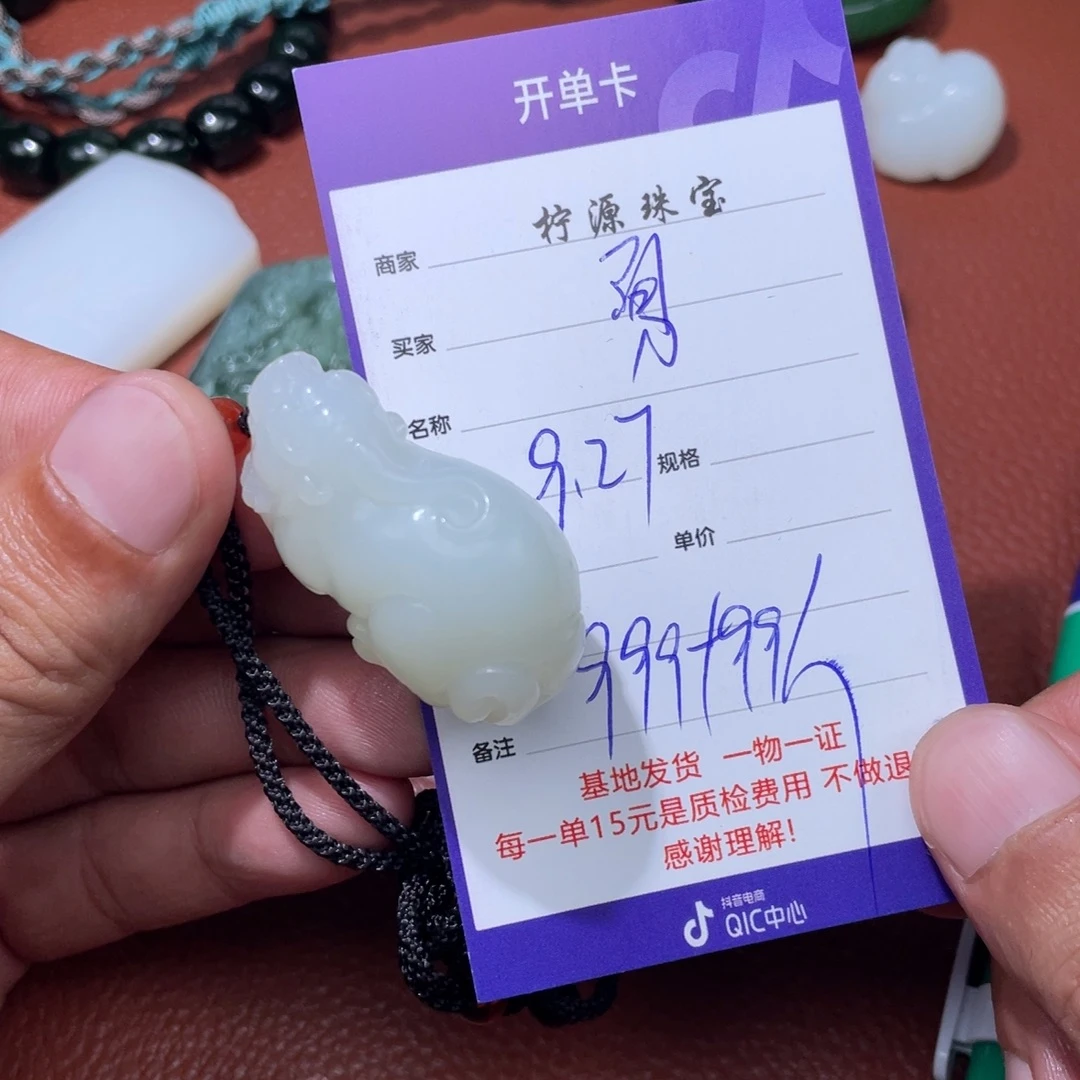 开单卡
柠源珠宝
商家
买家
名称
9.27 规格
单价
999+996
备注
基地发货 一物一证
每一单15元是质检费用 不做退
感谢理解!
抖音电商
QIC中心